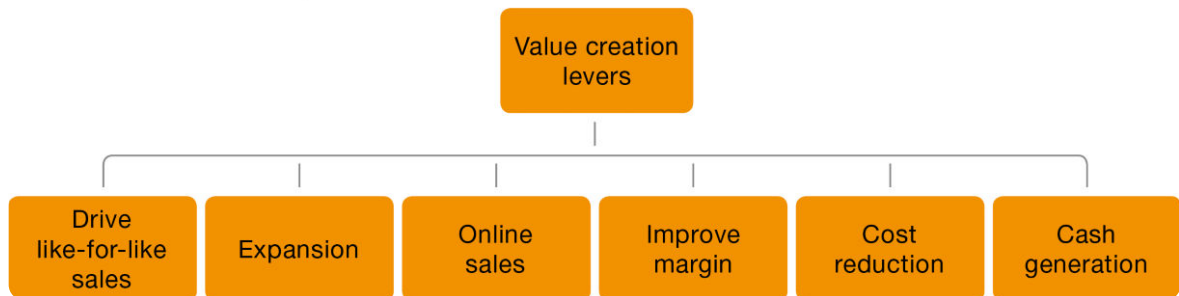 Value creation
levers
Drive
like-for-like
sales
Expansion
Online
sales
Improve
margin
Cost
reduction
Cash
generation